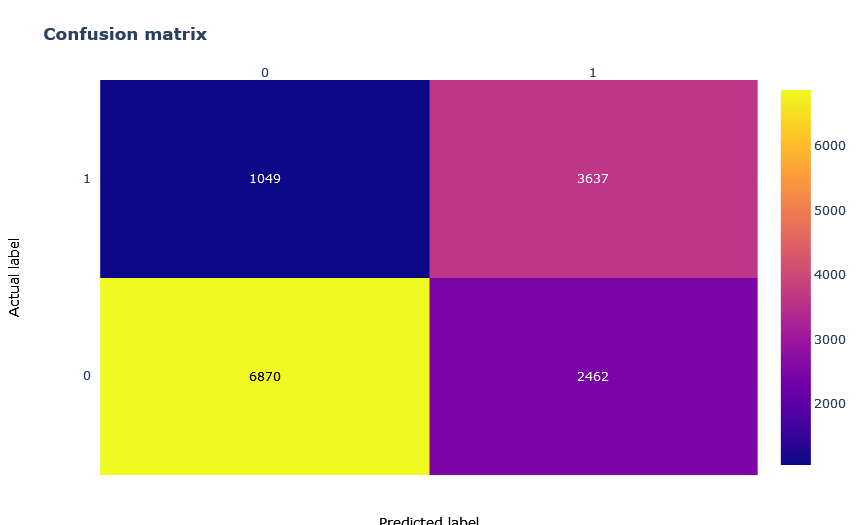 Confusion matrix
0 1
1 1049 3637
0 6870 2462
6000
5000
4000
3000
2000
Actual label
Predicted label